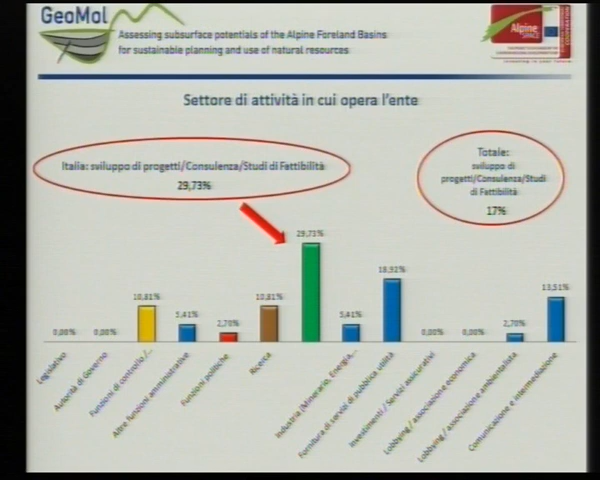 GeoMol
Assessing subsurface potentials of the Alpine Foreland Basins
for sustainable planning and use of natural resources
Alpine
SPACE
Settore di attività in cui opera l'ente
Italia: sviluppo di progetti/Consulenza/Studi di Fattibilità
29,73%
Totale:
sviluppo di
progetti/Consulenza/Studi
di Fattibilità
17%
0,00%
0,00%
10,81%
5,41%
2,70%
10,81%
29,73%
5,41%
18,92%
0,00%
0,00%
2,70%
13,51%
Legislativo
Autorità di Governo
Funzioni di controllo /...
Altre funzioni amministrative
Funzioni politiche
Ricerca
Industria (Minerario, Energia,...
Fornitura di servizi di pubblica utilità
Investimenti / Servizi assicurativi
Lobbying / associazione economica
Lobbying / associazione ambientalista
Comunicazione e intermediazione